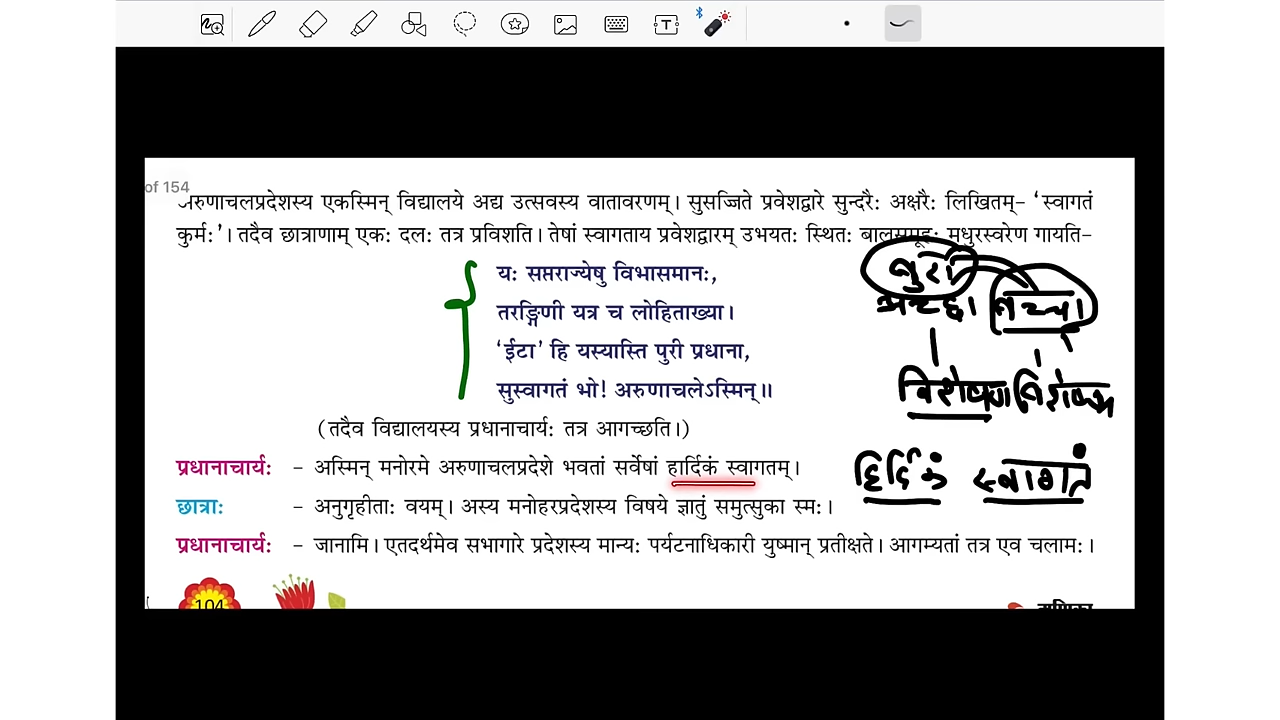 of 154
अरुणाचलप्रदेशस्य एकस्मिन् विद्यालये अद्य उत्सवस्य वातावरणम्। सुसज्जिते प्रवेशद्वारे सुन्दरैः अक्षरैः लिखितम्- ‘स्वागतं
कुर्मः’। तदैव छात्राणाम् एकः दलः तत्र प्रविशति। तेषां स्वागताय प्रवेशद्वारम् उभयतः स्थितः बालसमूहः मधुरस्वरेण गायति-
यः सप्तराज्येषु विभासमानः,
तरङ्गिणी यत्र च लोहिताख्या।
‘ईटा’ हि यस्यास्ति पुरी प्रधाना,
सुस्वागतं भो! अरुणाचलेऽस्मिन्॥
(तदैव विद्यालयस्य प्रधानाचार्यः तत्र आगच्छति।)
प्रधानाचार्यः - अस्मिन् मनोरमे अरुणाचलप्रदेशे भवतां सर्वेषां हार्दिकं स्वागतम्।
छात्राः - अनुगृहीताः वयम्। अस्य मनोहरप्रदेशस्य विषये ज्ञातुं समुत्सुका स्मः।
प्रधानाचार्यः - जानामि। एतदर्थमेव सभागारे प्रदेशस्य मान्यः पर्यटनाधिकारी युष्मान् प्रतीक्षते। आगम्यतां तत्र एव चलामः।
104
बुरा
अच्छा बच्चा
विशेषण विशेष्य
हार्दिकं स्वागतं